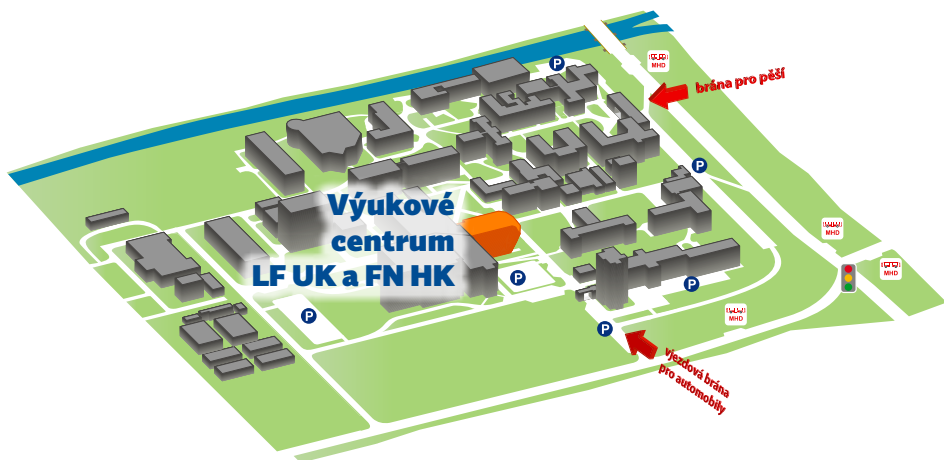 P
MHD
brána pro pěší
P
Výukové
centrum
LF UK a FN HK
MHD
MHD
P
P
P
MHD
P
vjezdová brána
pro automobily